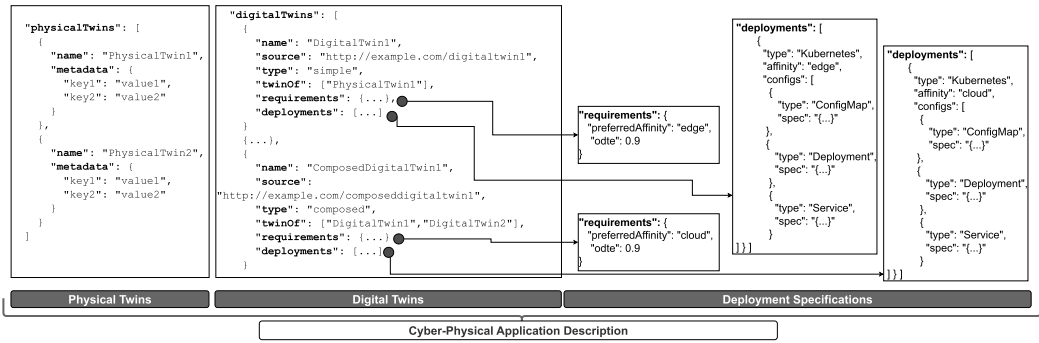 "physicalTwins": [
{
"name": "PhysicalTwin1",
"metadata": {
"key1": "value1",
"key2": "value2"
}
},
{
"name": "PhysicalTwin2",
"metadata": {
"key1": "value1",
"key2": "value2"
}
}
]
"digitalTwins": [
{
"name": "DigitalTwin1",
"source": "http://example.com/digitaltwin1",
"type": "simple",
"twinOf": ["PhysicalTwin1"],
"requirements": {...},
"deployments": [...]
}
{...},
{
"name": "ComposedDigitalTwin1",
"source":
"http://example.com/composeddigitaltwin1",
"type": "composed",
"twinOf": ["DigitalTwin1","DigitalTwin2"],
"requirements": {...}
"deployments": [...]
}
"requirements": {
"preferredAffinity": "edge",
"odte": 0.9
}
"requirements": {
"preferredAffinity": "cloud",
"odte": 0.9
}
"deployments": [
{
"type": "Kubernetes",
"affinity": "edge",
"configs": [
{
"type": "ConfigMap",
"spec": "{...}"
},
{
"type": "Deployment",
"spec": "{...}"
},
{
"type": "Service",
"spec": "{...}"
}
] } ]
"deployments": [
{
"type": "Kubernetes",
"affinity": "cloud",
"configs": [
{
"type": "ConfigMap",
"spec": "{...}"
},
{
"type": "Deployment",
"spec": "{...}"
},
{
"type": "Service",
"spec": "{...}"
}
] } ]
Physical Twins
Digital Twins
Deployment Specifications
Cyber-Physical Application Description